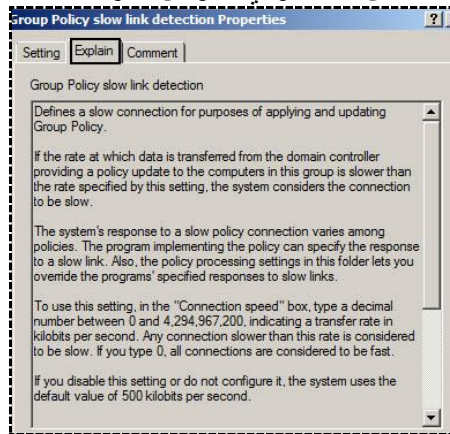 Group Policy slow link detection Properties
Setting Explain Comment
Group Policy slow link detection
Defines a slow connection for purposes of applying and updating
Group Policy.
If the rate at which data is transferred from the domain controller
providing a policy update to the computers in this group is slower than
the rate specified by this setting, the system considers the connection
to be slow.
The system's response to a slow policy connection varies among
policies. The program implementing the policy can specify the response
to a slow link. Also, the policy processing settings in this folder lets you
override the programs' specified responses to slow links.
To use this setting, in the "Connection speed" box, type a decimal
number between 0 and 4,294,967,200, indicating a transfer rate in
kilobits per second. Any connection slower than this rate is considered
to be slow. If you type 0, all connections are considered to be fast.
If you disable this setting or do not configure it, the system uses the
default value of 500 kilobits per second.